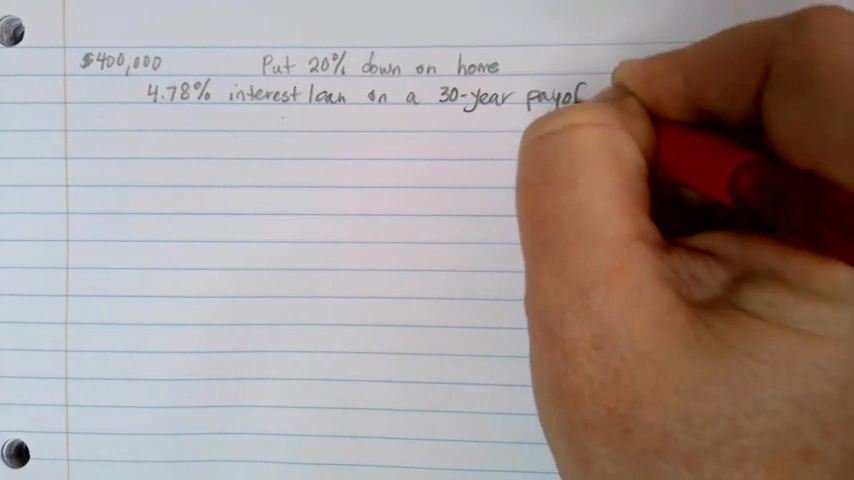 $400,000 Put 20% down on home
4.78% interest loan on a 30-year payof